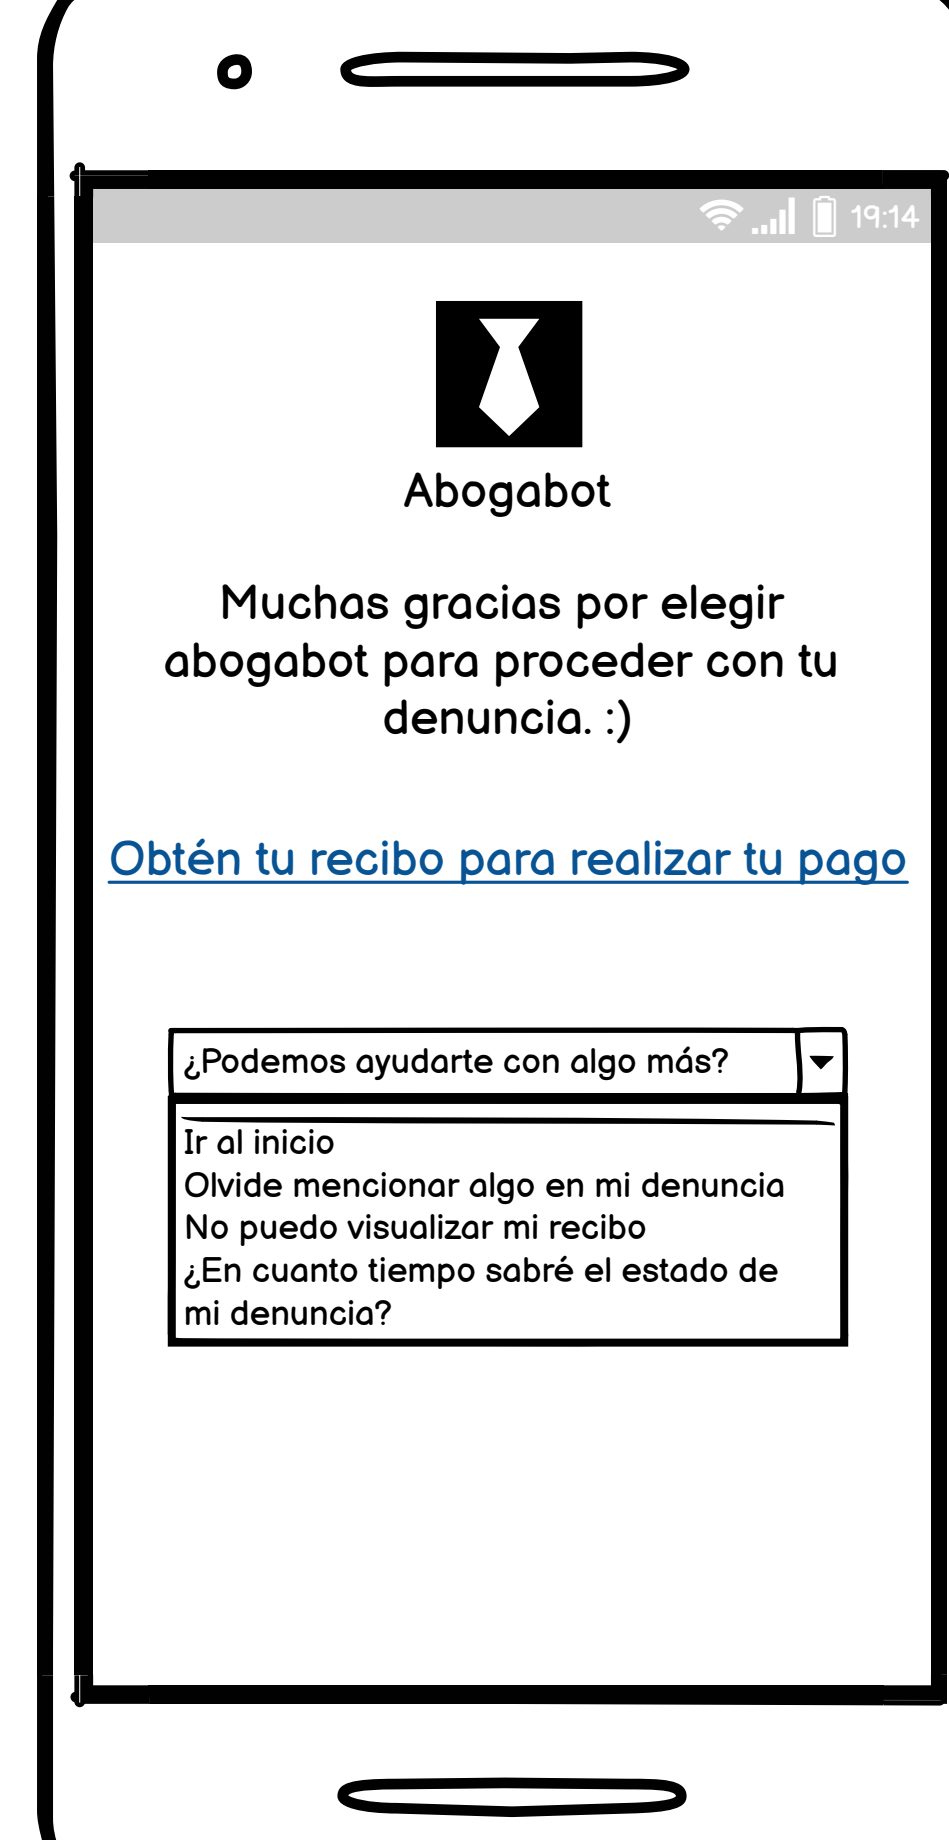 19:14
Abogabot
Muchas gracias por elegir
abogabot para proceder con tu
denuncia. :)
Obtén tu recibo para realizar tu pago
¿Podemos ayudarte con algo más?
Ir al inicio
Olvide mencionar algo en mi denuncia
No puedo visualizar mi recibo
¿En cuanto tiempo sabré el estado de
mi denuncia?